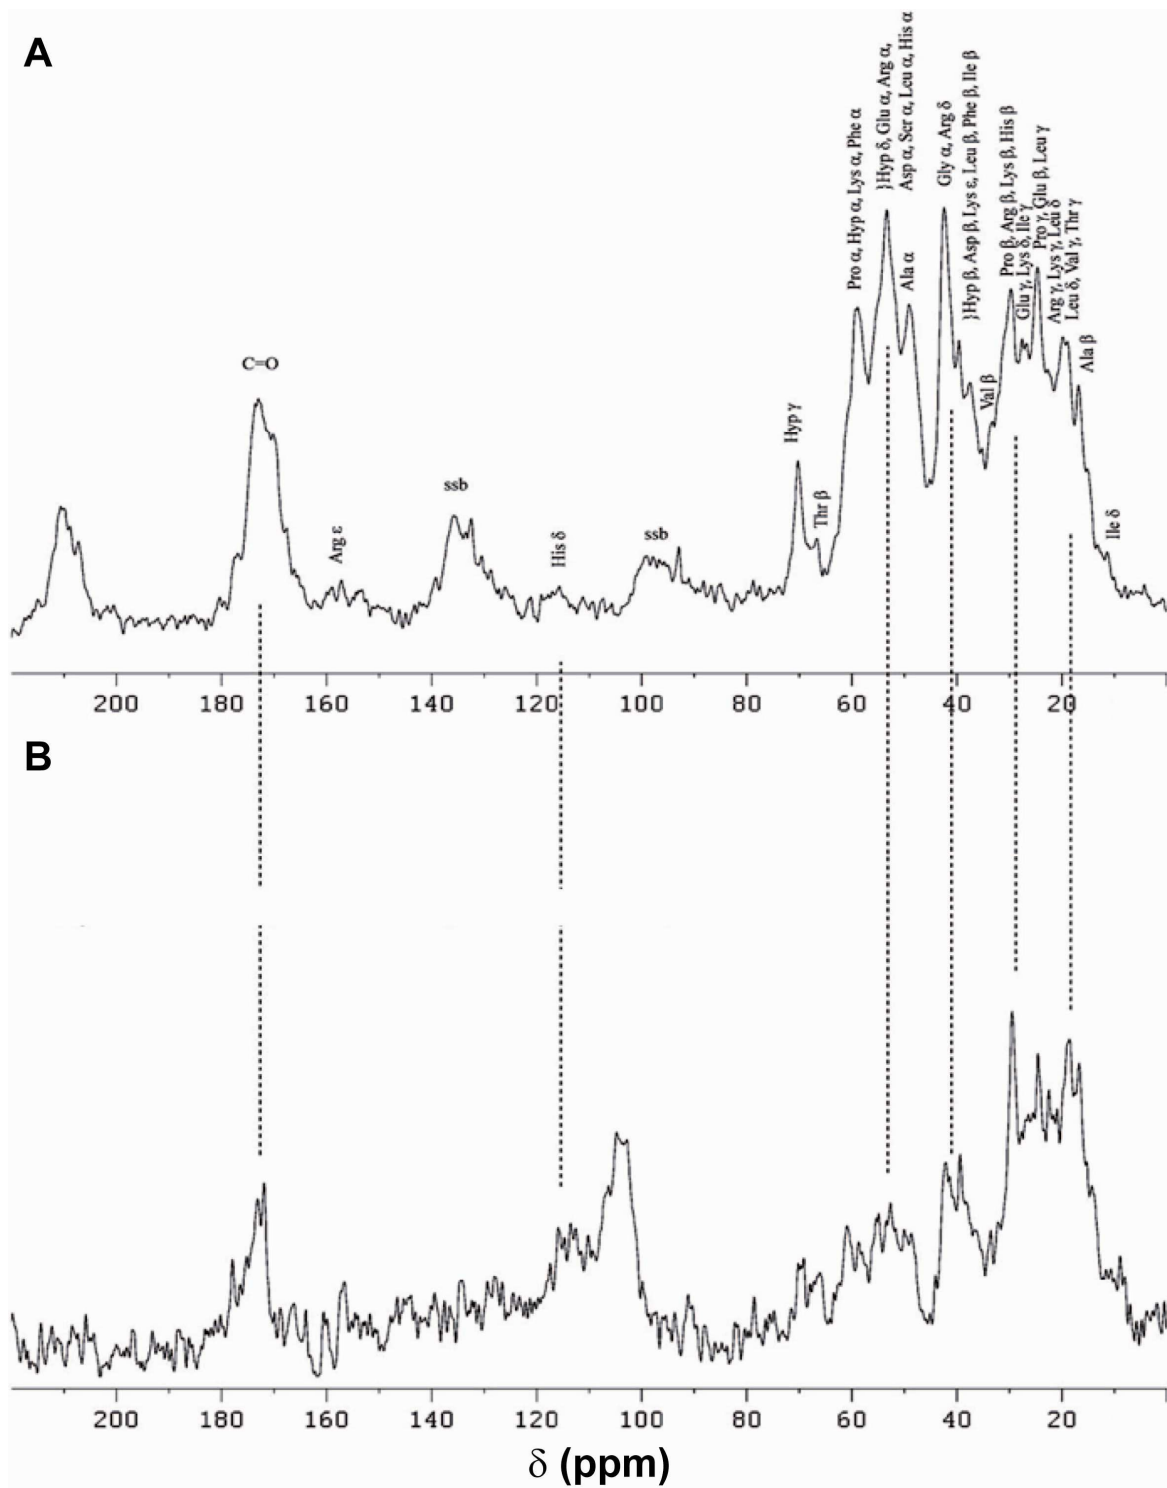 A
C=O
Arg ε
ssb
His δ
ssb
Hyp γ
Thr β
Pro α, Hyp α, Lys α, Phe α
}Hyp δ, Glu α, Arg α,
Asp α, Ser α, Leu α, His α
Ala α
Gly α, Arg δ
}Hyp β, Asp β, Lys ε, Leu β, Phe β, Ile β
Val β
Pro β, Arg β, Lys β, His β
Glu γ, Lys δ, Ile γ
Pro γ, Glu β, Leu γ
Arg γ, Lys γ, Leu δ
Leu δ, Val γ, Thr γ
Ala β
Ile δ
200 180 160 140 120 100 80 60 40 20
B
200 180 160 140 120 100 80 60 40 20
δ (ppm)